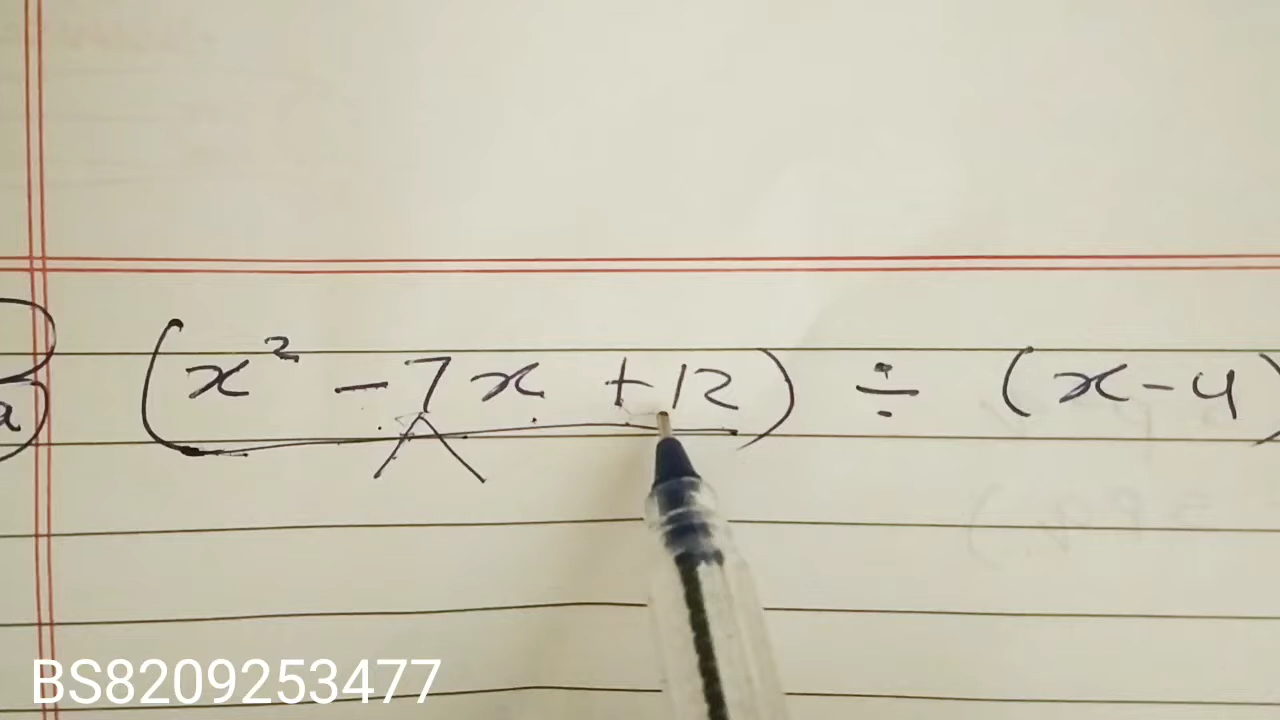 a) (x² - 7x + 12) ÷ (x - 4)
BS8209253477